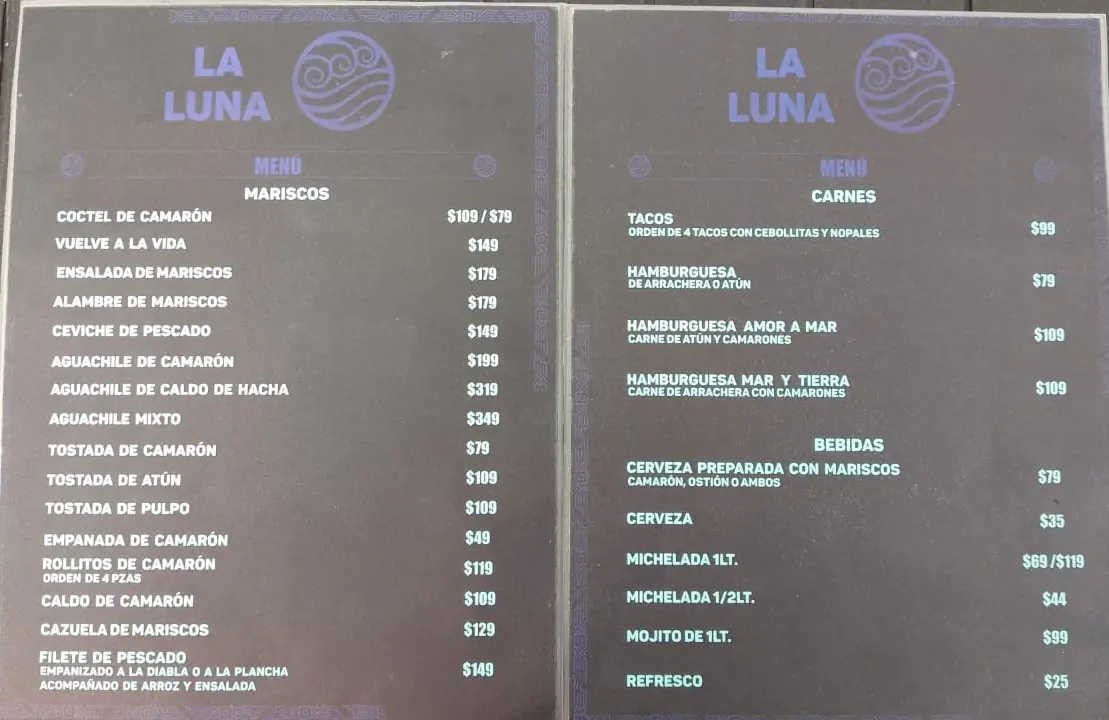 LA
LUNA
MENÚ
MARISCOS
COCTEL DE CAMARÓN $109 / $79
VUELVE A LA VIDA $149
ENSALADA DE MARISCOS $179
ALAMBRE DE MARISCOS $179
CEVICHE DE PESCADO $149
AGUACHILE DE CAMARÓN $199
AGUACHILE DE CALDO DE HACHA $319
AGUACHILE MIXTO $349
TOSTADA DE CAMARÓN $79
TOSTADA DE ATÚN $109
TOSTADA DE PULPO $109
EMPANADA DE CAMARÓN $49
ROLLITOS DE CAMARÓN $119
ORDEN DE 4 PZAS
CALDO DE CAMARÓN $109
CAZUELA DE MARISCOS $129
FILETE DE PESCADO $149
EMPANIZADO A LA DIABLA O A LA PLANCHA
ACOMPAÑADO DE ARROZ Y ENSALADA
LA
LUNA
MENÚ
CARNES
TACOS $99
ORDEN DE 4 TACOS CON CEBOLLITAS Y NOPALES
HAMBURGUESA $79
DE ARRACHERA O ATÚN
HAMBURGUESA AMOR A MAR $109
CARNE DE ATÚN Y CAMARONES
HAMBURGUESA MAR Y TIERRA $109
CARNE DE ARRACHERA CON CAMARONES
BEBIDAS
CERVEZA PREPARADA CON MARISCOS $79
CAMARÓN, OSTIÓN O AMBOS
CERVEZA $35
MICHELADA 1LT. $69 /$119
MICHELADA 1/2LT. $44
MOJITO DE 1LT. $99
REFRESCO $25